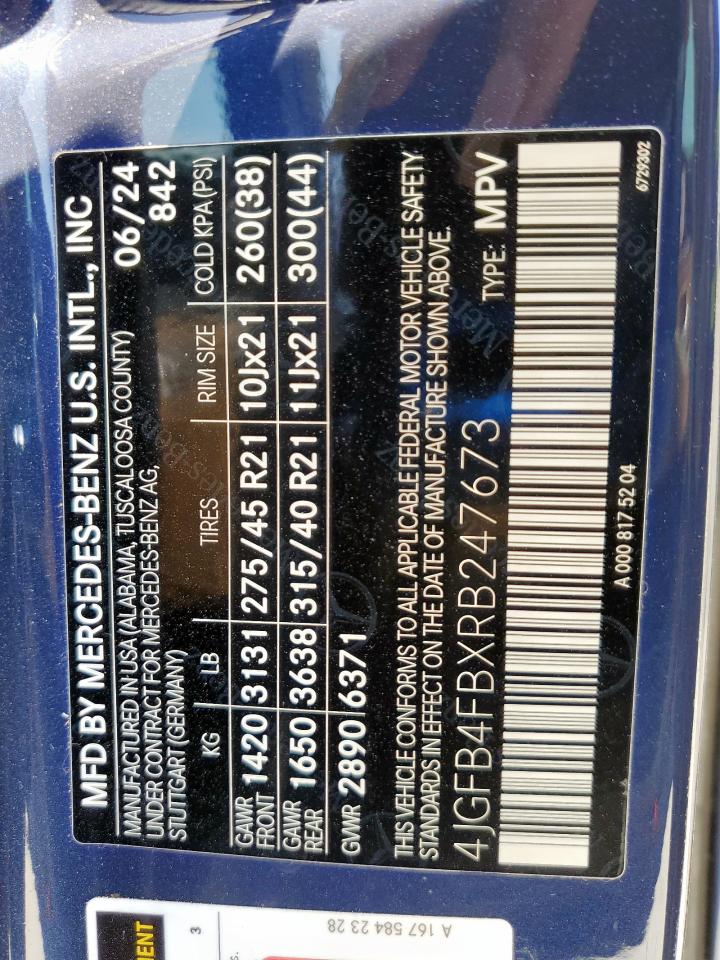 MFD BY MERCEDES-BENZ U.S. INTL., INC
MANUFACTURED IN USA (ALABAMA, TUSCALOOSA COUNTY) 06/24
UNDER CONTRACT FOR MERCEDES-BENZ AG, 842
STUTTGART (GERMANY)
KG LB TIRES RIM SIZE COLD KPA (PSI)
GAWR FRONT 1420 3131 275/45 R21 10Jx21 260(38)
GAWR REAR 1650 3638 315/40 R21 11Jx21 300(44)
GVWR 2890 6371
THIS VEHICLE CONFORMS TO ALL APPLICABLE FEDERAL MOTOR VEHICLE SAFETY
STANDARDS IN EFFECT ON THE DATE OF MANUFACTURE SHOWN ABOVE.
4JGFB4FBXRB247673 TYPE: MPV
A 000 817 52 04
6729302
3
A 167 584 23 28